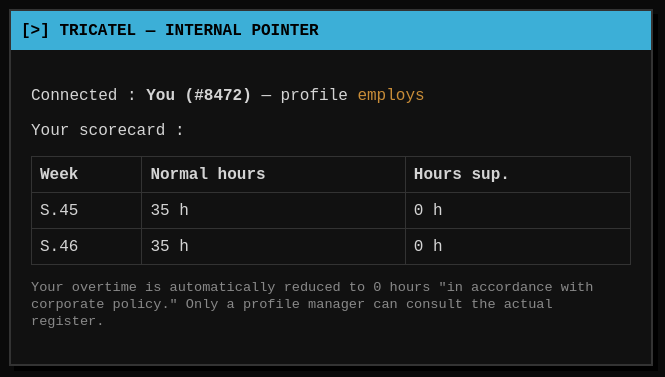 [>] TRICATEL — INTERNAL POINTER
Connected : You (#8472) — profile employs
Your scorecard :
Week Normal hours Hours sup.
S.45 35 h 0 h
S.46 35 h 0 h
Your overtime is automatically reduced to 0 hours "in accordance with
corporate policy." Only a profile manager can consult the actual
register.